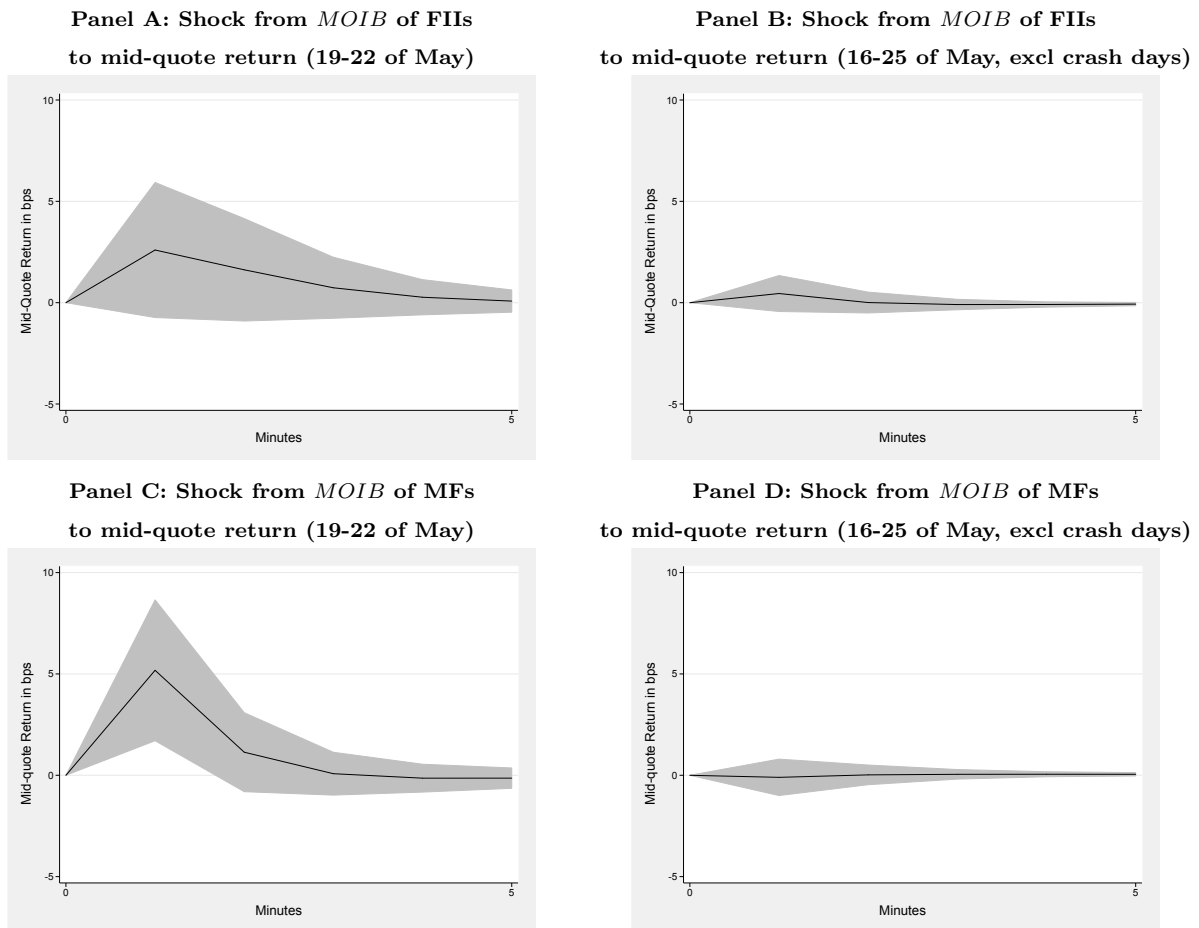 Panel A: Shock from MOIB of FIIs
to mid-quote return (19-22 of May)
10
5
0
-5
Mid-Quote Return in bps
0
5
Minutes
Panel B: Shock from MOIB of FIIs
to mid-quote return (16-25 of May, excl crash days)
10
5
0
-5
Mid-Quote Return in bps
0
5
Minutes
Panel C: Shock from MOIB of MFs
to mid-quote return (19-22 of May)
10
5
0
-5
Mid-quote Return in bps
0
5
Minutes
Panel D: Shock from MOIB of MFs
to mid-quote return (16-25 of May, excl crash days)
10
5
0
-5
Mid-quote Return in bps
0
5
Minutes